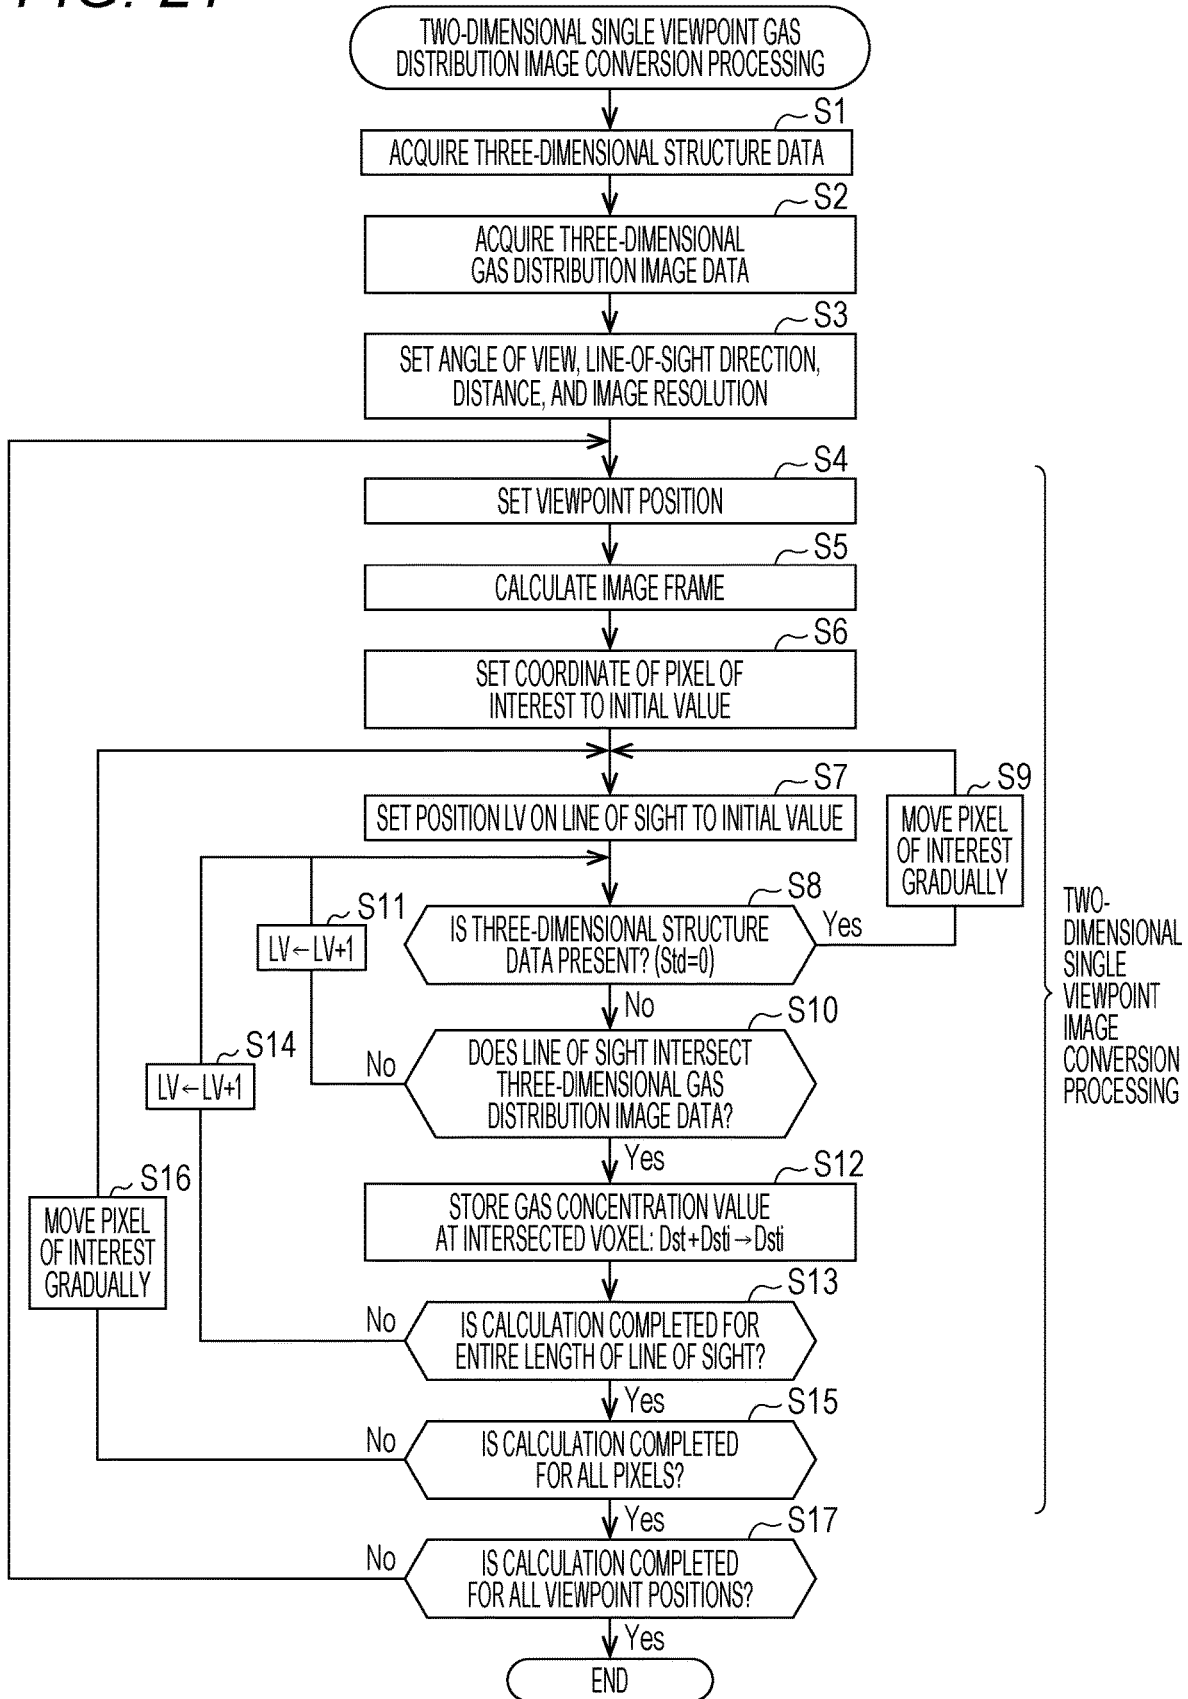 TWO-DIMENSIONAL SINGLE VIEWPOINT GAS
DISTRIBUTION IMAGE CONVERSION PROCESSING
S1
ACQUIRE THREE-DIMENSIONAL STRUCTURE DATA
S2
ACQUIRE THREE-DIMENSIONAL
GAS DISTRIBUTION IMAGE DATA
S3
SET ANGLE OF VIEW, LINE-OF-SIGHT DIRECTION,
DISTANCE, AND IMAGE RESOLUTION
S4
SET VIEWPOINT POSITION
S5
CALCULATE IMAGE FRAME
S6
SET COORDINATE OF PIXEL OF
INTEREST TO INITIAL VALUE
S7
SET POSITION LV ON LINE OF SIGHT TO INITIAL VALUE
S9
MOVE PIXEL
OF INTEREST
GRADUALLY
S8
IS THREE-DIMENSIONAL STRUCTURE
DATA PRESENT? (Std=0)
Yes
No
S11
LV←LV+1
S10
DOES LINE OF SIGHT INTERSECT
THREE-DIMENSIONAL GAS
DISTRIBUTION IMAGE DATA?
No
Yes
S14
LV←LV+1
S12
STORE GAS CONCENTRATION VALUE
AT INTERSECTED VOXEL: Dst+Dsti→Dsti
S16
MOVE PIXEL
OF INTEREST
GRADUALLY
S13
IS CALCULATION COMPLETED FOR
ENTIRE LENGTH OF LINE OF SIGHT?
No
Yes
S15
IS CALCULATION COMPLETED
FOR ALL PIXELS?
No
Yes
S17
IS CALCULATION COMPLETED
FOR ALL VIEWPOINT POSITIONS?
No
Yes
END
TWO-
DIMENSIONAL
SINGLE
VIEWPOINT
IMAGE
CONVERSION
PROCESSING